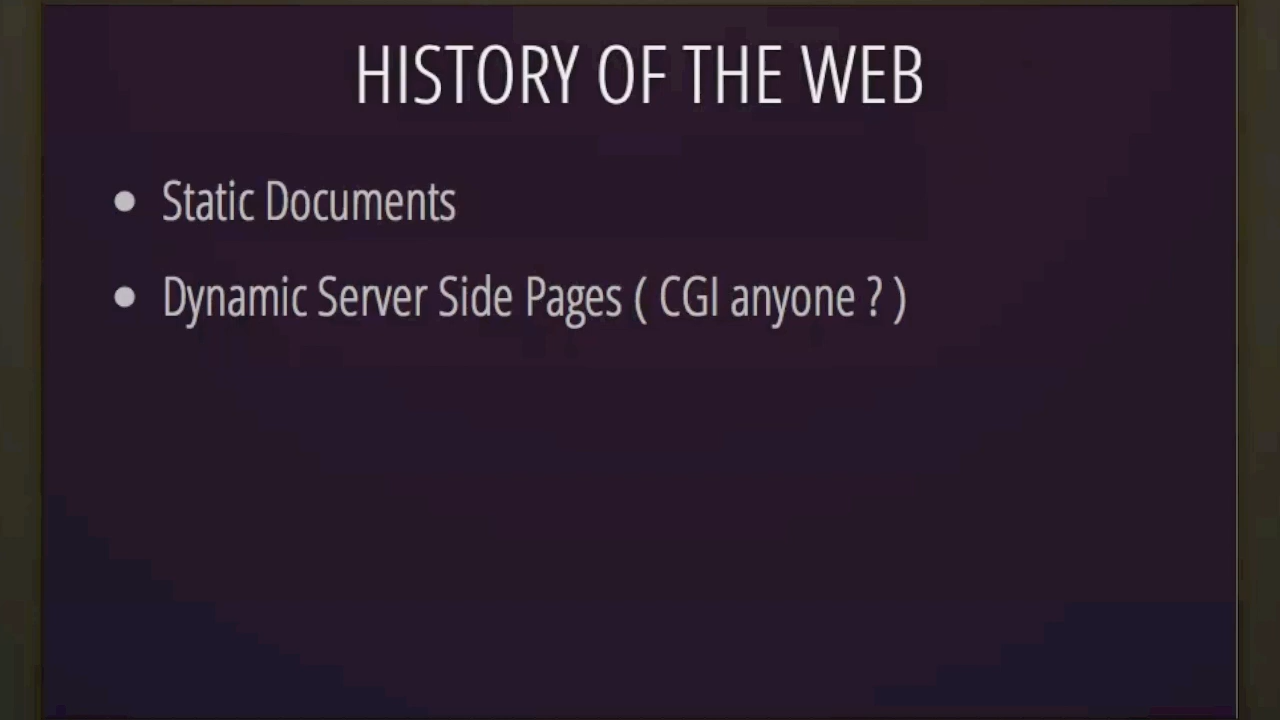 HISTORY OF THE WEB
Static Documents
Dynamic Server Side Pages ( CGI anyone ? )